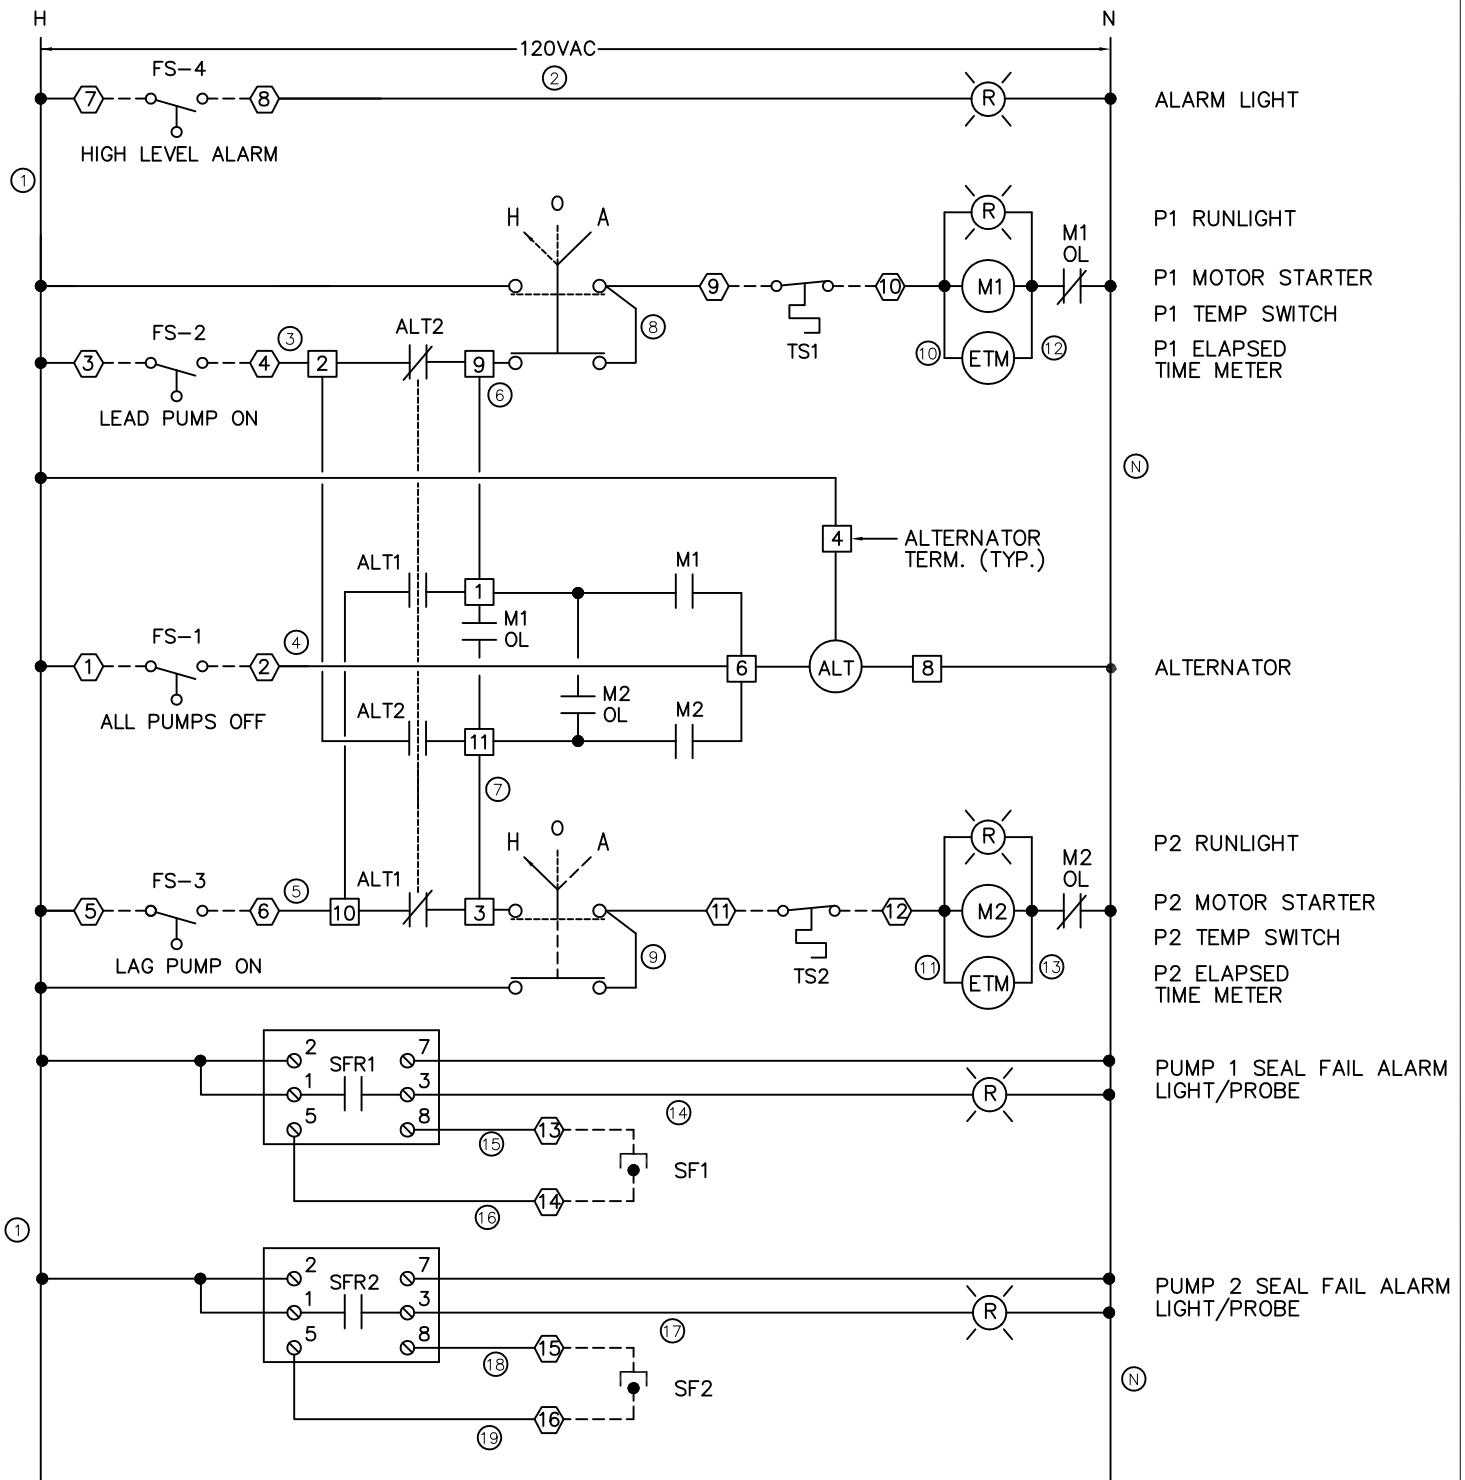 H
N
120VAC
FS-4
2
7
8
R
ALARM LIGHT
HIGH LEVEL ALARM
1
H O A
R
P1 RUNLIGHT
M1
OL
9
10
M1
P1 MOTOR STARTER
P1 TEMP SWITCH
TS1
8
FS-2
3
ALT2
3
4
2
9
10
ETM
12
P1 ELAPSED
TIME METER
6
LEAD PUMP ON
N
4
ALTERNATOR
TERM. (TYP.)
ALT1
1
M1
M1
OL
FS-1
4
1
2
6
ALT
8
ALTERNATOR
ALL PUMPS OFF
M2
OL
ALT2
11
M2
7
H O A
R
P2 RUNLIGHT
M2
OL
FS-3
5
ALT1
5
6
10
3
11
12
M2
P2 MOTOR STARTER
P2 TEMP SWITCH
LAG PUMP ON
9
TS2
11
ETM
13
P2 ELAPSED
TIME METER
2
SFR1
7
1
3
R
PUMP 1 SEAL FAIL ALARM
LIGHT/PROBE
14
5
8
15
13
SF1
14
16
1
2
SFR2
7
1
3
R
PUMP 2 SEAL FAIL ALARM
LIGHT/PROBE
17
5
8
18
15
SF2
N
16
19